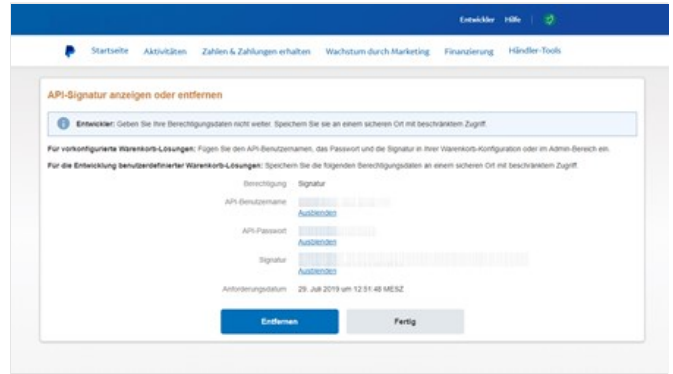 Entwickler Hilfe
Startseite Aktivitäten Zahlen & Zahlungen erhalten Wachstum durch Marketing Finanzierung Händler-Tools
API-Signatur anzeigen oder entfernen
Entwickler: Geben Sie Ihre Berechtigungsdaten nicht weiter. Speichern Sie sie an einem sicheren Ort mit beschränktem Zugriff.
Für vorkonfigurierte Warenkorb-Lösungen: Fügen Sie den API-Benutzernamen, das Passwort und die Signatur in Ihrer Warenkorb-Konfiguration oder im Admin-Bereich ein.
Für die Entwicklung benutzerdefinierter Warenkorb-Lösungen: Speichern Sie die folgenden Berechtigungsdaten an einem sicheren Ort mit beschränktem Zugriff.
Berechtigung Signatur
API-Benutzername
Ausblenden
API-Passwort
Ausblenden
Signatur
Ausblenden
Anforderungsdatum 29. Juli 2019 um 12:51:48 MESZ
Entfernen Fertig